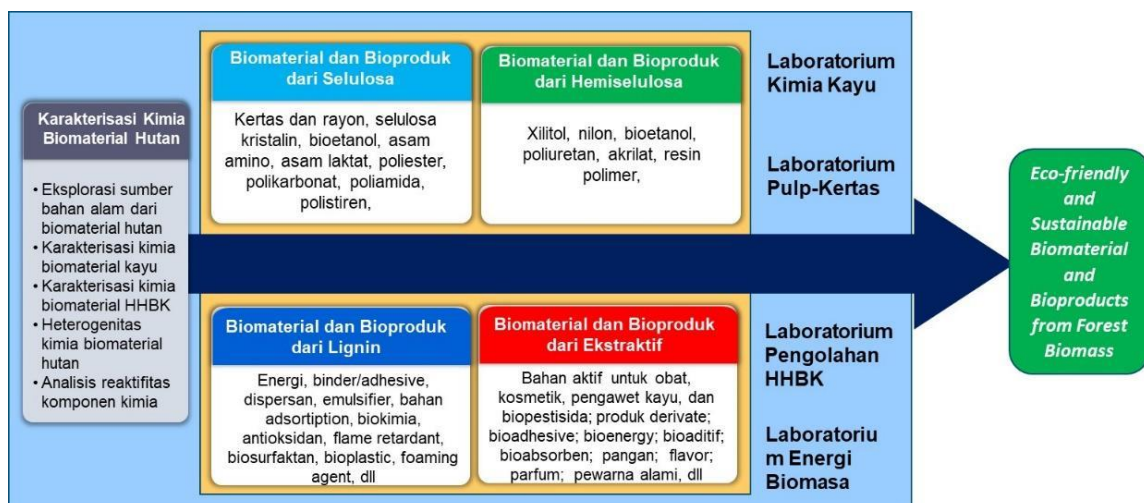 Karakterisasi Kimia
Biomaterial Hutan
• Eksplorasi sumber
bahan alam dari
biomaterial hutan
• Karakterisasi kimia
biomaterial kayu
• Karakterisasi kimia
biomaterial HHBK
• Heterogenitas
kimia biomaterial
hutan
• Analisis reaktifitas
komponen kimia
Biomaterial dan Bioproduk
dari Selulosa
Kertas dan rayon, selulosa
kristalin, bioetanol, asam
amino, asam laktat, poliester,
polikarbonat, poliamida,
polistiren,
Biomaterial dan Bioproduk
dari Hemiselulosa
Xilitol, nilon, bioetanol,
poliuretan, akrilat, resin
polimer,
Laboratorium
Kimia Kayu
Laboratorium
Pulp-Kertas
Biomaterial dan Bioproduk
dari Lignin
Energi, binder/adhesive,
dispersan, emulsifier, bahan
adsortiption, biokimia,
antioksidan, flame retardant,
biosurfaktan, bioplastic, foaming
agent, dll
Biomaterial dan Bioproduk
dari Ekstraktif
Bahan aktif untuk obat,
kosmetik, pengawet kayu, dan
biopestisida; produk derivate;
bioadhesive; bioenergy; bioaditif;
bioabsorben; pangan; flavor;
parfum; pewarna alami, dll
Laboratorium
Pengolahan
HHBK
Laboratoriu
m Energi
Biomasa
Eco-friendly
and
Sustainable
Biomaterial
and
Bioproducts
from Forest
Biomass